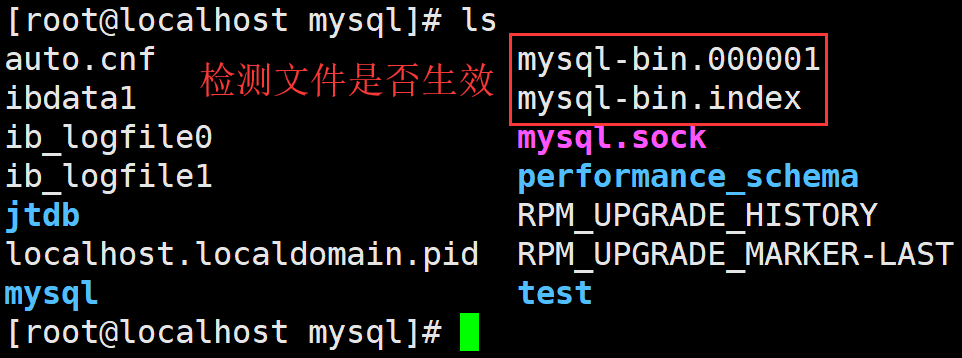 [root@localhost mysql]# ls
auto.cnf mysql-bin.000001
检测文件是否生效
ibdata1 mysql-bin.index
ib_logfile0 mysql.sock
ib_logfile1 performance_schema
jtdb RPM_UPGRADE_HISTORY
localhost.localdomain.pid RPM_UPGRADE_MARKER-LAST
mysql test
[root@localhost mysql]#